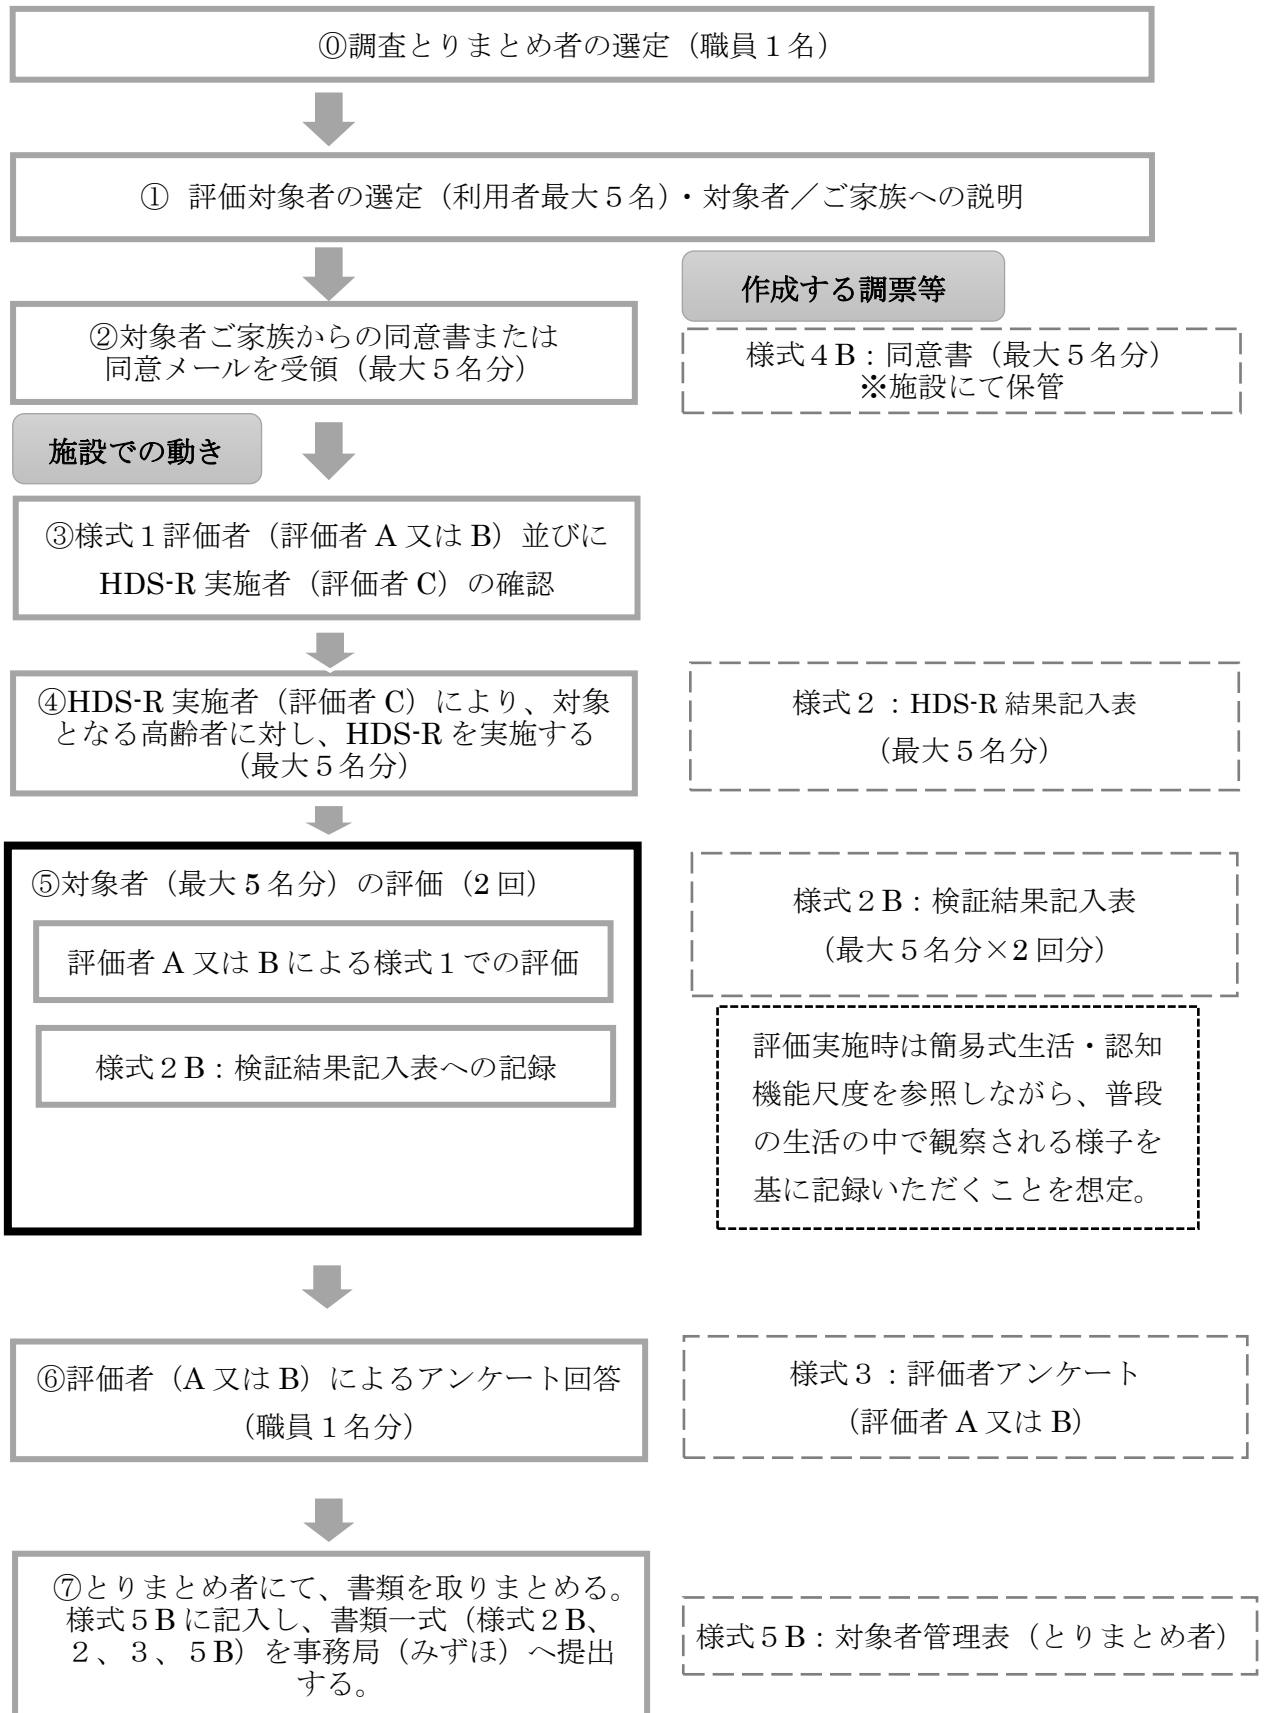 ⓪調査とりまとめ者の選定（職員１名）
① 評価対象者の選定（利用者最大５名）・対象者／ご家族への説明
作成する調票等
②対象者ご家族からの同意書または
同意メールを受領（最大５名分）
様式４B：同意書（最大５名分）
※施設にて保管
施設での動き
③様式１評価者（評価者 A 又は B）並びに
HDS-R 実施者（評価者 C）の確認
④HDS-R 実施者（評価者 C）により、対象
となる高齢者に対し、HDS-R を実施する
（最大５名分）
様式２：HDS-R 結果記入表
（最大５名分）
⑤対象者（最大 5 名分）の評価（2 回）
評価者 A 又は B による様式１での評価
様式２B：検証結果記入表への記録
様式２B：検証結果記入表
（最大５名分×2 回分）
評価実施時は簡易式生活・認知
機能尺度を参照しながら、普段
の生活の中で観察される様子を
基に記録いただくことを想定。
⑥評価者（A 又は B）によるアンケート回答
（職員１名分）
様式３：評価者アンケート
（評価者 A 又は B）
⑦とりまとめ者にて、書類を取りまとめる。
様式５B に記入し、書類一式（様式２B、
２、３、５B）を事務局（みずほ）へ提出
する。
様式５B：対象者管理表（とりまとめ者）